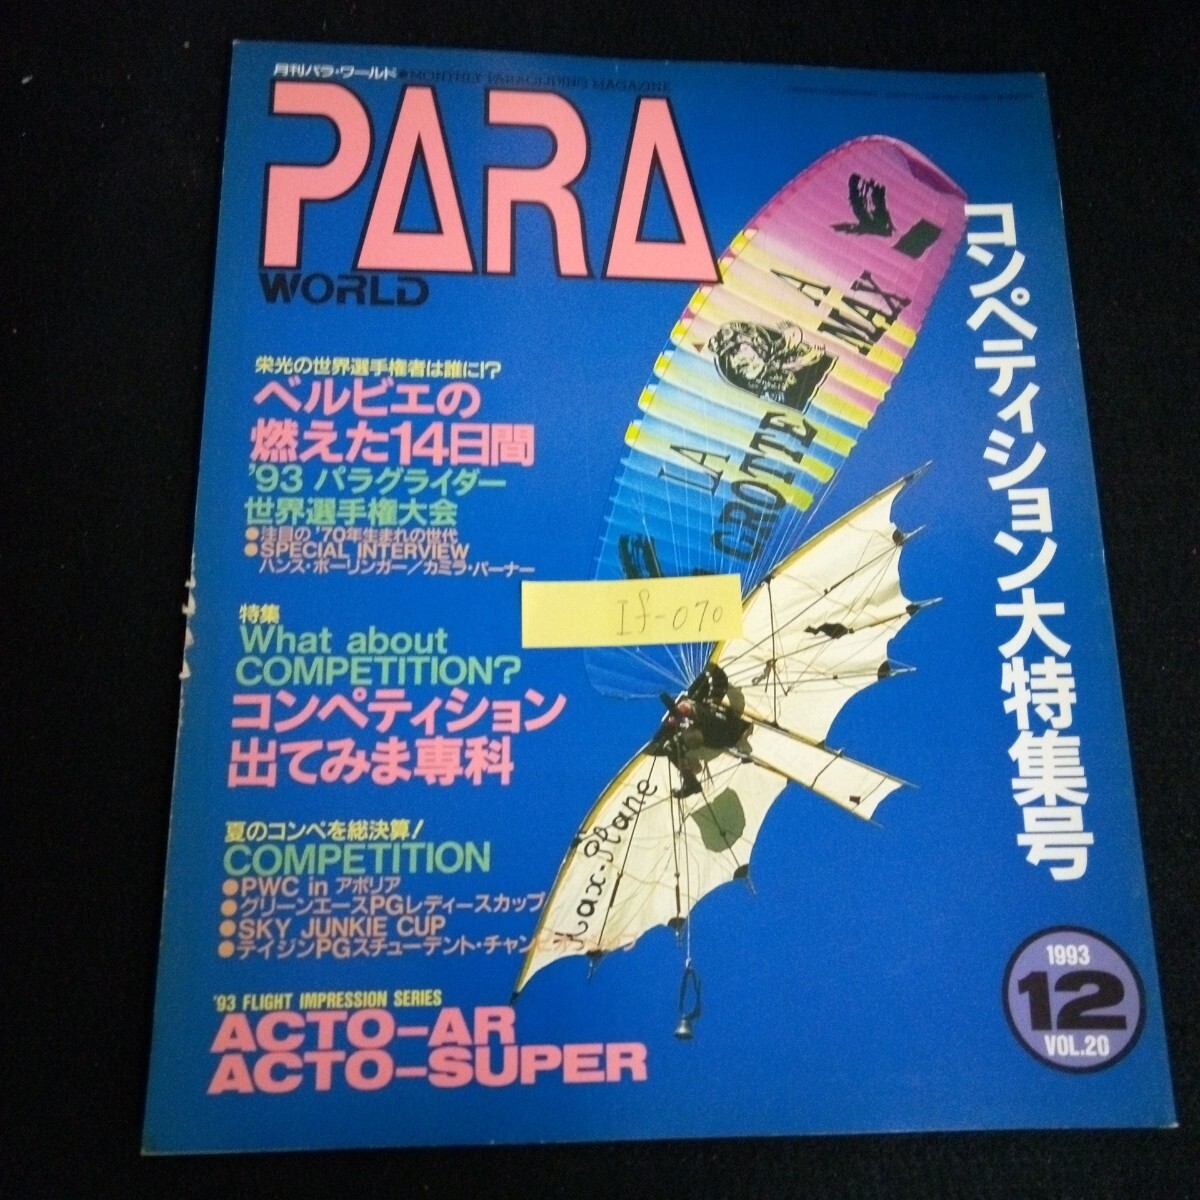 月刊パラ・ワールド●MONTHLY PARAGLIDING MAGAZINE
PARA
WORLD
コンペティション大特集号
栄光の世界選手権者は誰に!?
ベルビエの
燃えた14日間
'93 パラグライダー
世界選手権大会
●注目の '70年生まれの世代
●SPECIAL INTERVIEW
ハンス・ボーリンガー/カミラ・パーナー
特集
What about
COMPETITION?
コンペティション
出てみま専科
夏のコンペを総決算!
COMPETITION
●PWC in アボリア
●グリーンエースPGレディースカップ
●SKY JUNKIE CUP
●テイジンPGスチューデント・チャンピオンシップ
'93 FLIGHT IMPRESSION SERIES
ACTO-AR
ACTO-SUPER
A
MAX
LA
GROTTE
Max-Plane
If-070
1993
12
VOL.20